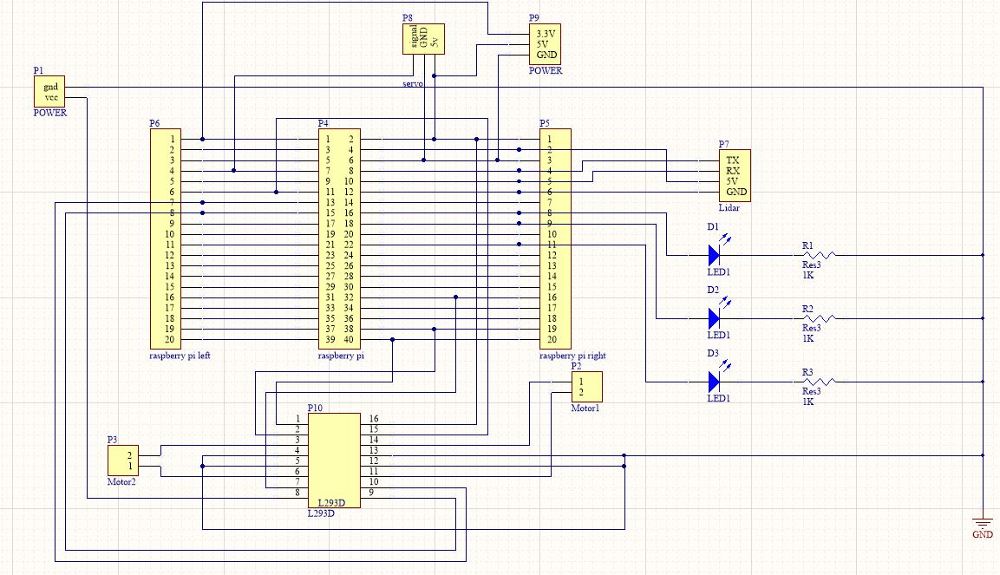 P8
signal
GND
5v
servo
P9
3.3V
5V
GND
POWER
P1
gnd
vcc
POWER
P6
1
2
3
4
5
6
7
8
9
10
11
12
13
14
15
16
17
18
19
20
raspberry pi left
P4
1 2
3 4
5 6
7 8
9 10
11 12
13 14
15 16
17 18
19 20
21 22
23 24
25 26
27 28
29 30
31 32
33 34
35 36
37 38
39 40
raspberry pi
P5
1
2
3
4
5
6
7
8
9
10
11
12
13
14
15
16
17
18
19
20
raspberry pi right
P7
TX
RX
5V
GND
Lidar
D1
LED1
R1
Res3
1K
D2
LED1
R2
Res3
1K
D3
LED1
R3
Res3
1K
P2
1
2
Motor1
P10
1 16
2 15
3 14
4 13
5 12
6 11
7 10
8 9
L293D
L293D
P3
2
1
Motor2
GND